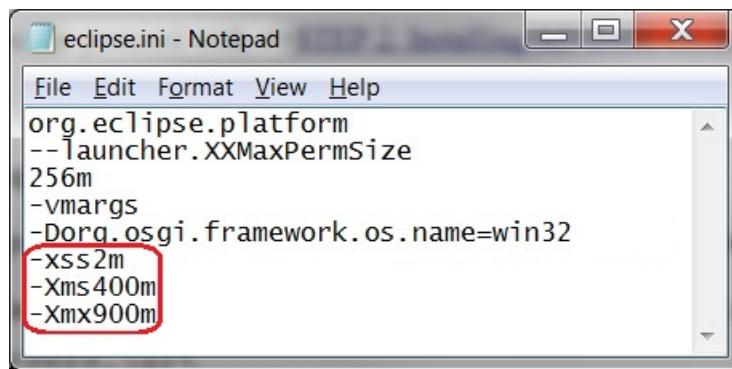 eclipse.ini - Notepad
File Edit Format View Help
org.eclipse.platform
--launcher.XXMaxPermSize
256m
-vmargs
-Dorg.osgi.framework.os.name=win32
-xss2m
-Xms400m
-Xmx900m